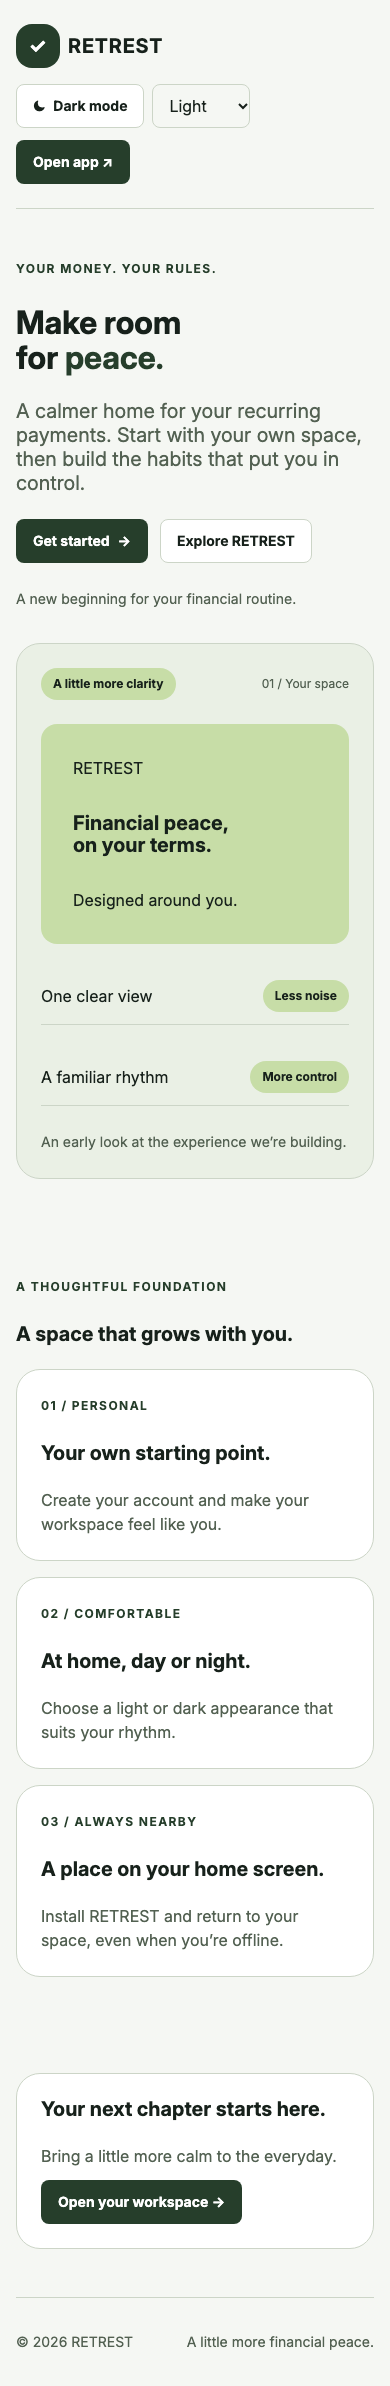 RETREST
Dark mode
Light
Open app ↗
YOUR MONEY. YOUR RULES.
Make room
for peace.
A calmer home for your recurring
payments. Start with your own space,
then build the habits that put you in
control.
Get started →
Explore RETREST
A new beginning for your financial routine.
A little more clarity
01 / Your space
RETREST
Financial peace,
on your terms.
Designed around you.
One clear view
Less noise
A familiar rhythm
More control
An early look at the experience we’re building.
A THOUGHTFUL FOUNDATION
A space that grows with you.
01 / PERSONAL
Your own starting point.
Create your account and make your
workspace feel like you.
02 / COMFORTABLE
At home, day or night.
Choose a light or dark appearance that
suits your rhythm.
03 / ALWAYS NEARBY
A place on your home screen.
Install RETREST and return to your
space, even when you’re offline.
Your next chapter starts here.
Bring a little more calm to the everyday.
Open your workspace →
© 2026 RETREST
A little more financial peace.